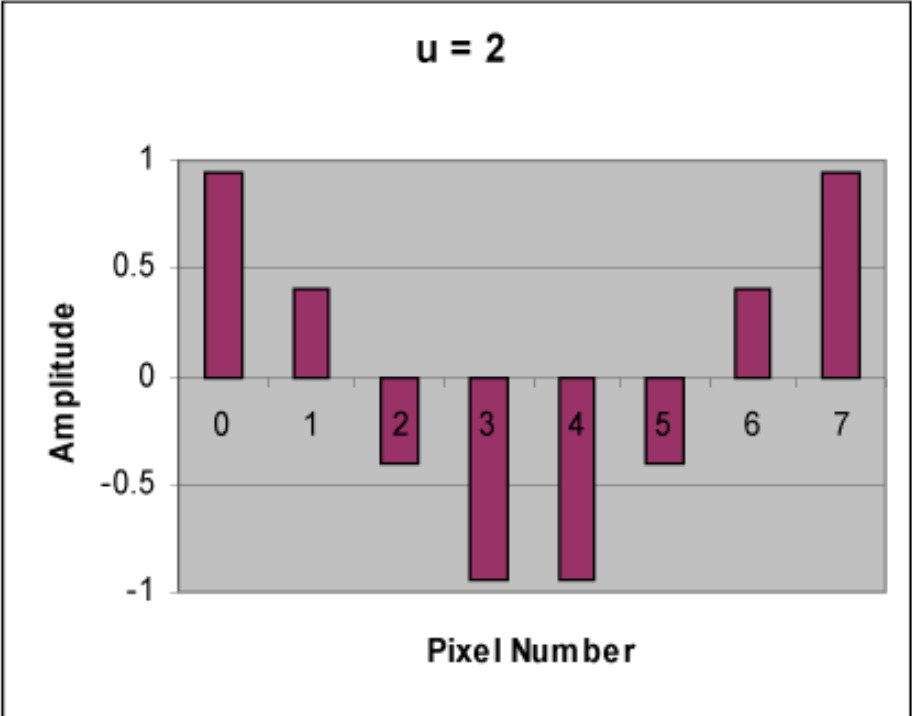 u = 2
1
0.5
0
-0.5
-1
Amplitude
0 1 2 3 4 5 6 7
Pixel Number